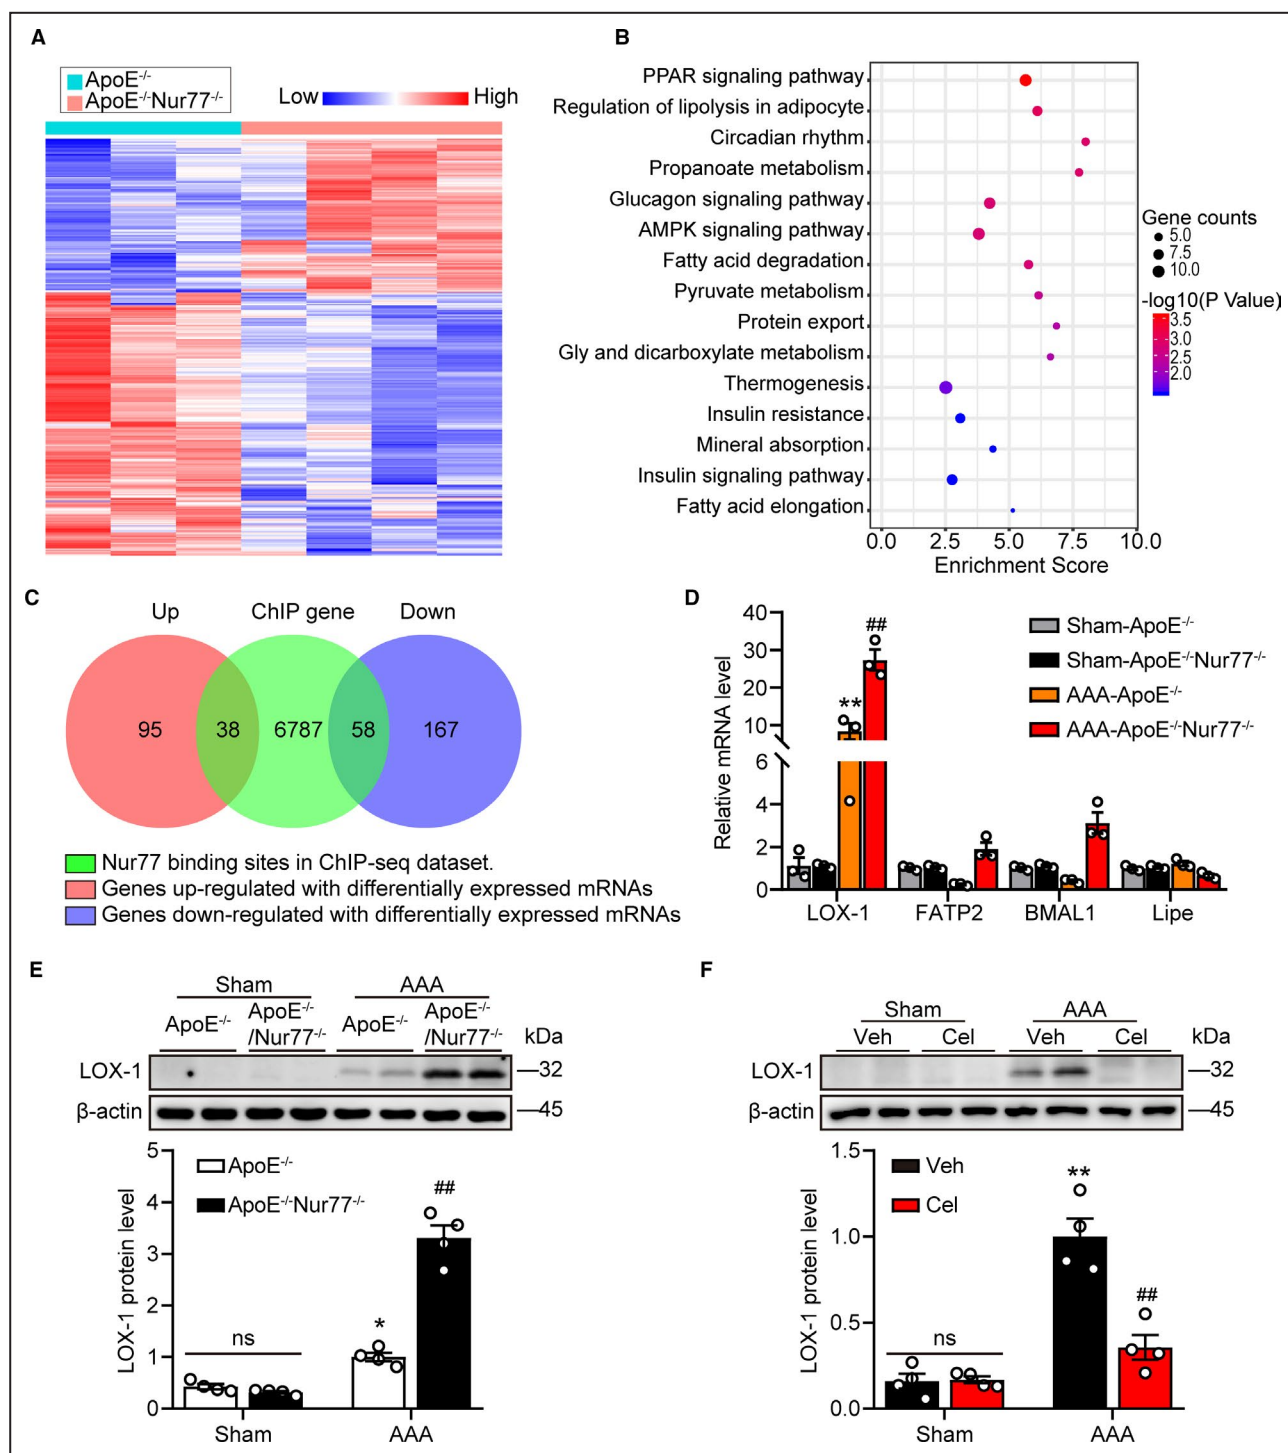 A
ApoE-/-
ApoE-/-Nur77-/-
Low
High
B
PPAR signaling pathway
Regulation of lipolysis in adipocyte
Circadian rhythm
Propanoate metabolism
Glucagon signaling pathway
AMPK signaling pathway
Fatty acid degradation
Pyruvate metabolism
Protein export
Gly and dicarboxylate metabolism
Thermogenesis
Insulin resistance
Mineral absorption
Insulin signaling pathway
Fatty acid elongation
0.0 2.5 5.0 7.5 10.0
Enrichment Score
Gene counts
5.0
7.5
10.0
-log10(P Value)
3.5
3.0
2.5
2.0
C
Up ChIP gene Down
95 38 6787 58 167
Nur77 binding sites in ChIP-seq dataset.
Genes up-regulated with differentially expressed mRNAs
Genes down-regulated with differentially expressed mRNAs
D
Relative mRNA level
40
30
20
10
6
4
2
0
**
##
LOX-1 FATP2 BMAL1 Lipe
Sham-ApoE-/-
Sham-ApoE-/-Nur77-/-
AAA-ApoE-/-
AAA-ApoE-/-Nur77-/-
E
Sham AAA
ApoE-/- ApoE-/-/Nur77-/- ApoE-/- ApoE-/-/Nur77-/- kDa
LOX-1 32
β-actin 45
LOX-1 protein level
5
4
3
2
1
0
ApoE-/-
ApoE-/-Nur77-/-
ns
*
##
Sham AAA
F
Sham AAA
Veh Cel Veh Cel kDa
LOX-1 32
β-actin 45
LOX-1 protein level
1.5
1.0
0.5
0.0
Veh
Cel
ns
**
##
Sham AAA